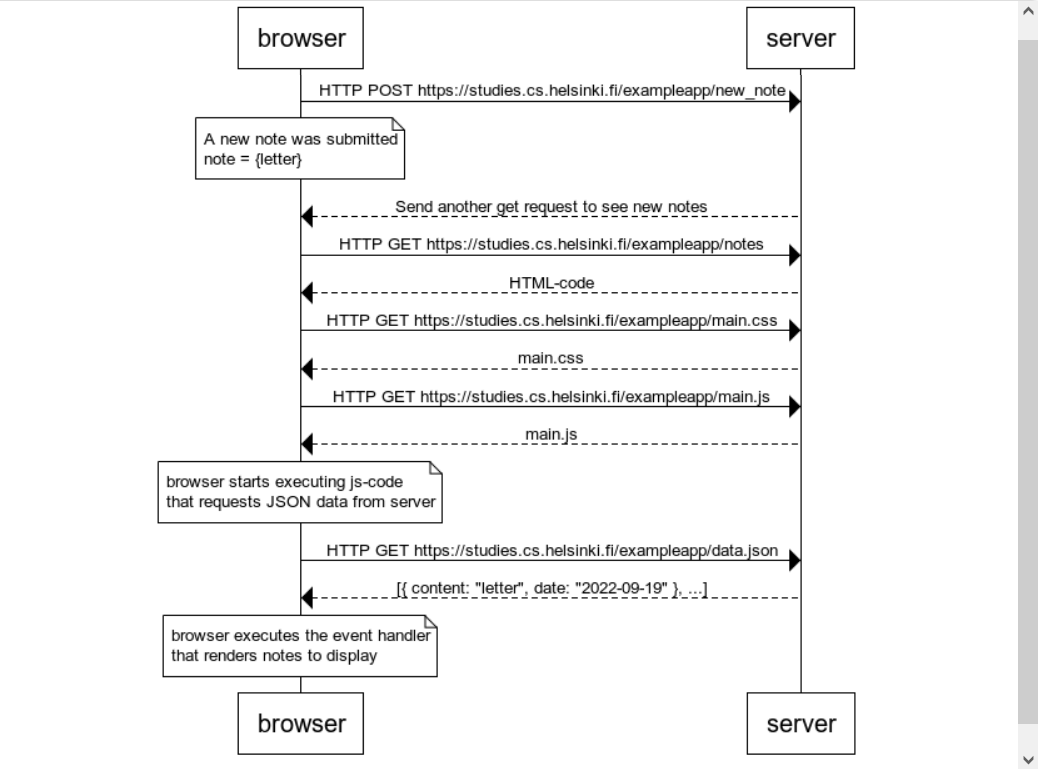 browser
server
HTTP POST https://studies.cs.helsinki.fi/exampleapp/new_note
A new note was submitted
note = {letter}
Send another get request to see new notes
HTTP GET https://studies.cs.helsinki.fi/exampleapp/notes
HTML-code
HTTP GET https://studies.cs.helsinki.fi/exampleapp/main.css
main.css
HTTP GET https://studies.cs.helsinki.fi/exampleapp/main.js
main.js
browser starts executing js-code
that requests JSON data from server
HTTP GET https://studies.cs.helsinki.fi/exampleapp/data.json
[{ content: "letter", date: "2022-09-19" }, ...]
browser executes the event handler
that renders notes to display
browser
server